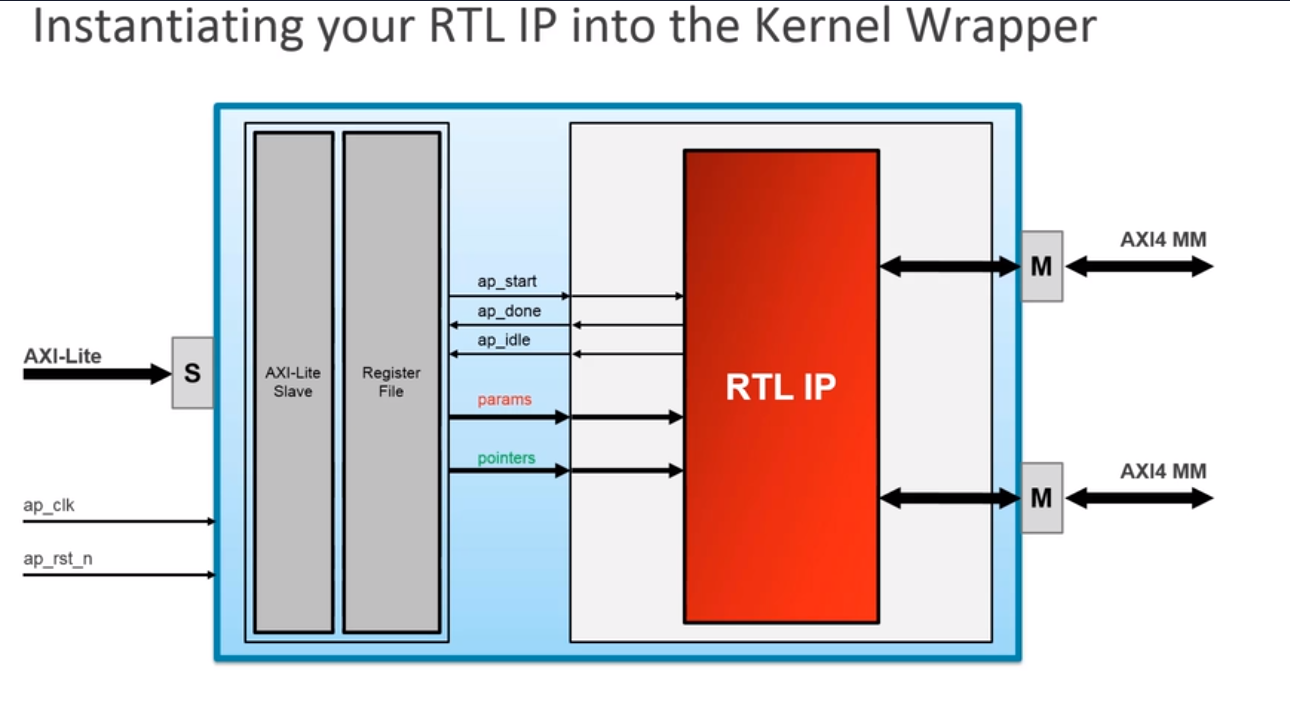 Instantiating your RTL IP into the Kernel Wrapper
AXI-Lite
S
ap_clk
ap_rst_n
AXI-Lite
Slave
Register
File
ap_start
ap_done
ap_idle
params
pointers
RTL IP
M
AXI4 MM
M
AXI4 MM